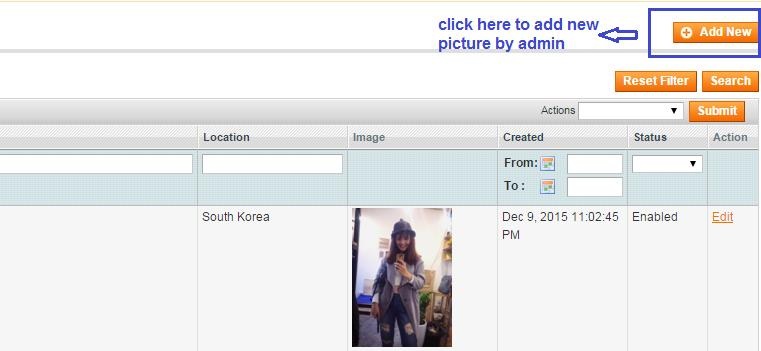 click here to add new
picture by admin
Add New
Reset Filter Search
Actions Submit
Location Image Created Status Action
From:
To :
South Korea Dec 9, 2015 11:02:45 Enabled Edit
PM